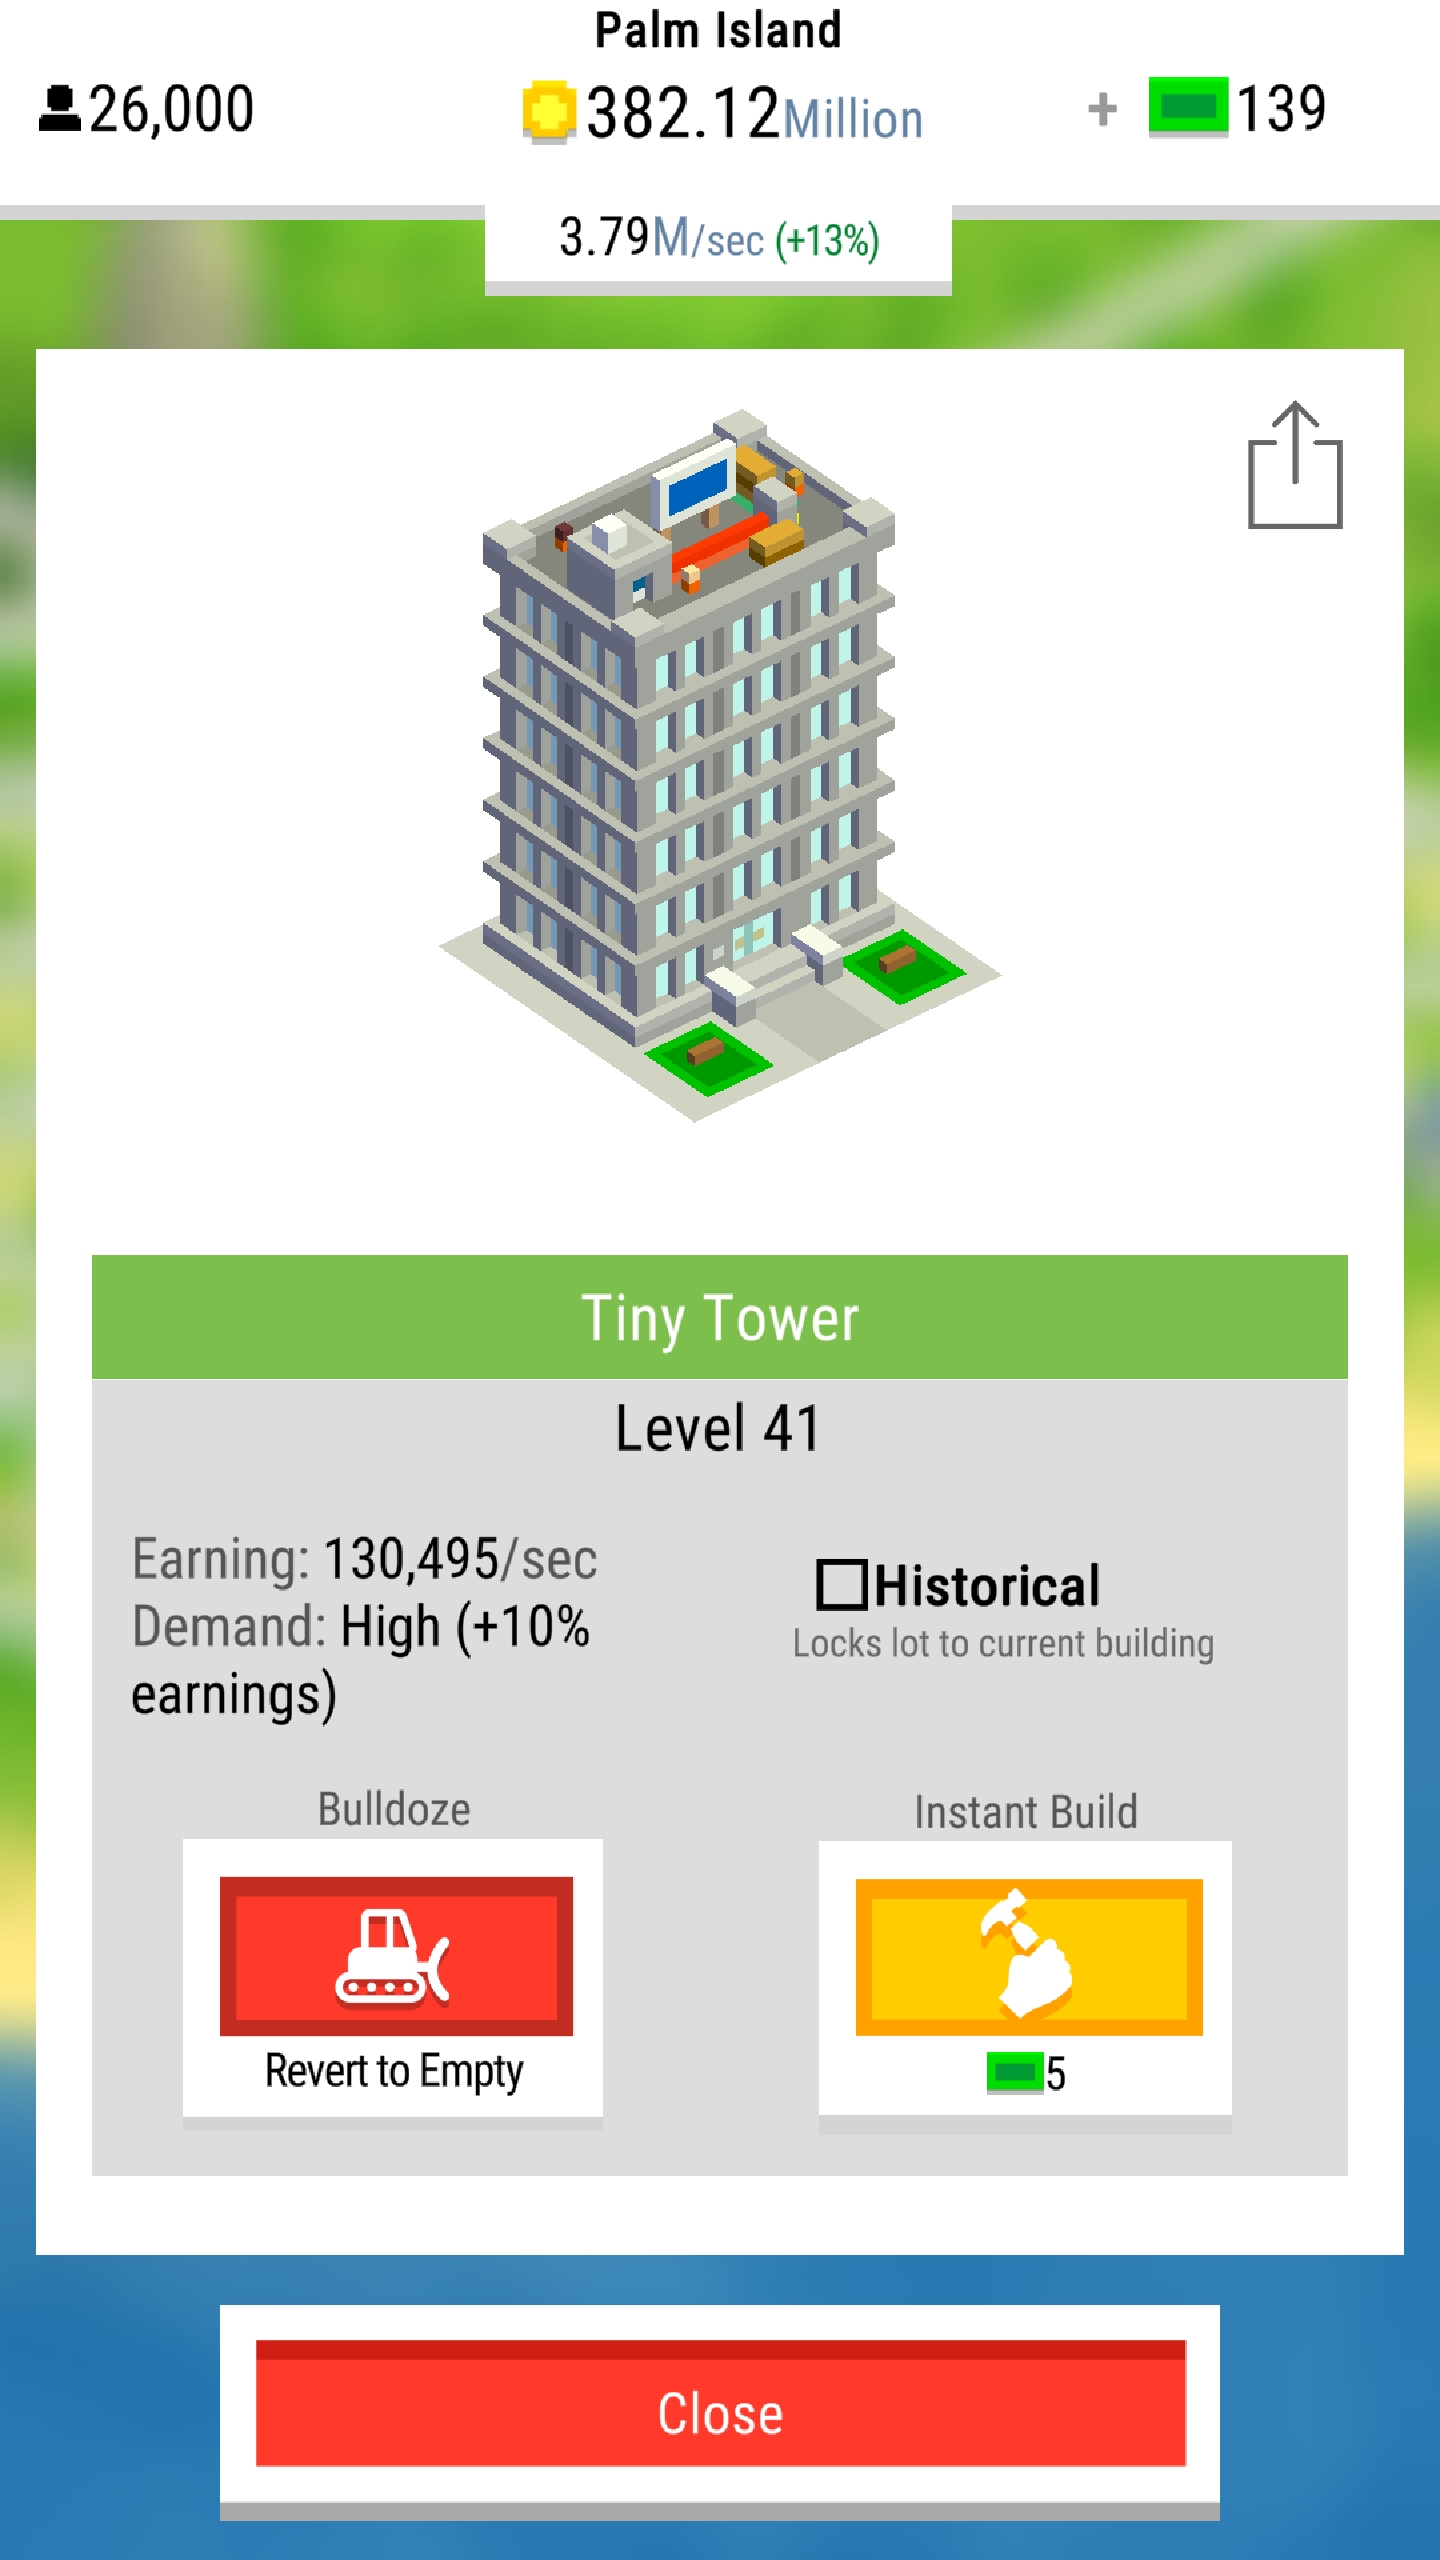 Palm Island
26,000
382.12Million
+ 139
3.79M/sec (+13%)
Tiny Tower
Level 41
Earning: 130,495/sec
Demand: High (+10%
earnings)
Historical
Locks lot to current building
Bulldoze
Revert to Empty
Instant Build
5
Close